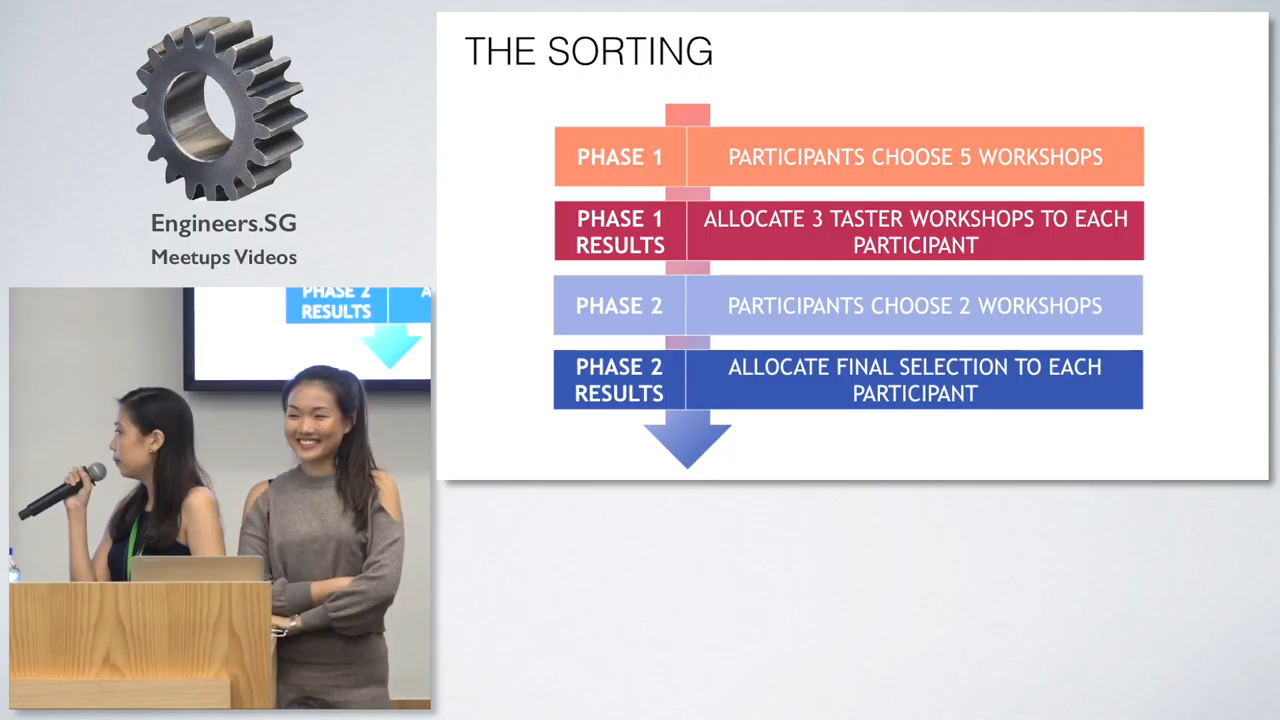 Engineers.SG
Meetups Videos
THE SORTING
PHASE 1
PARTICIPANTS CHOOSE 5 WORKSHOPS
PHASE 1
RESULTS
ALLOCATE 3 TASTER WORKSHOPS TO EACH
PARTICIPANT
PHASE 2
PARTICIPANTS CHOOSE 2 WORKSHOPS
PHASE 2
RESULTS
ALLOCATE FINAL SELECTION TO EACH
PARTICIPANT
PHASE 2
RESULTS
A